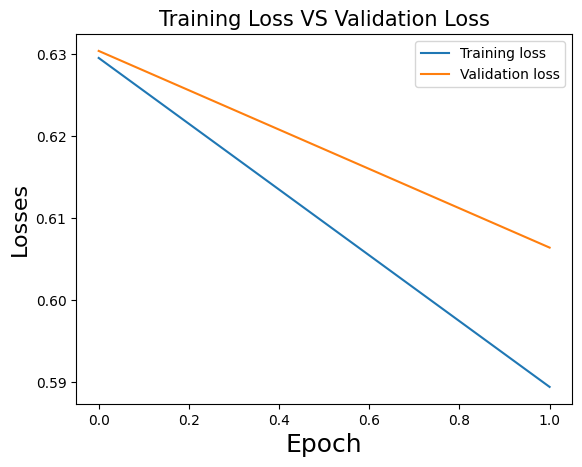 Training Loss VS Validation Loss
Training loss
Validation loss
0.63
0.62
0.61
0.60
0.59
Losses
0.0 0.2 0.4 0.6 0.8 1.0
Epoch